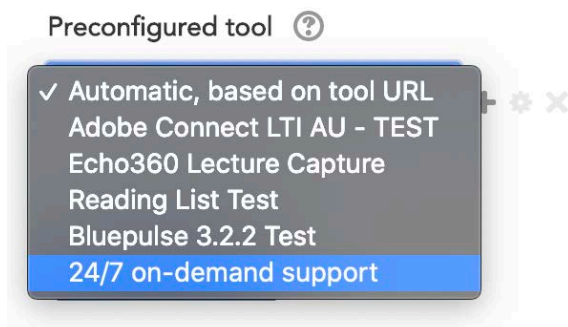 Preconfigured tool ?
✓ Automatic, based on tool URL
Adobe Connect LTI AU - TEST
Echo360 Lecture Capture
Reading List Test
Bluepulse 3.2.2 Test
24/7 on-demand support